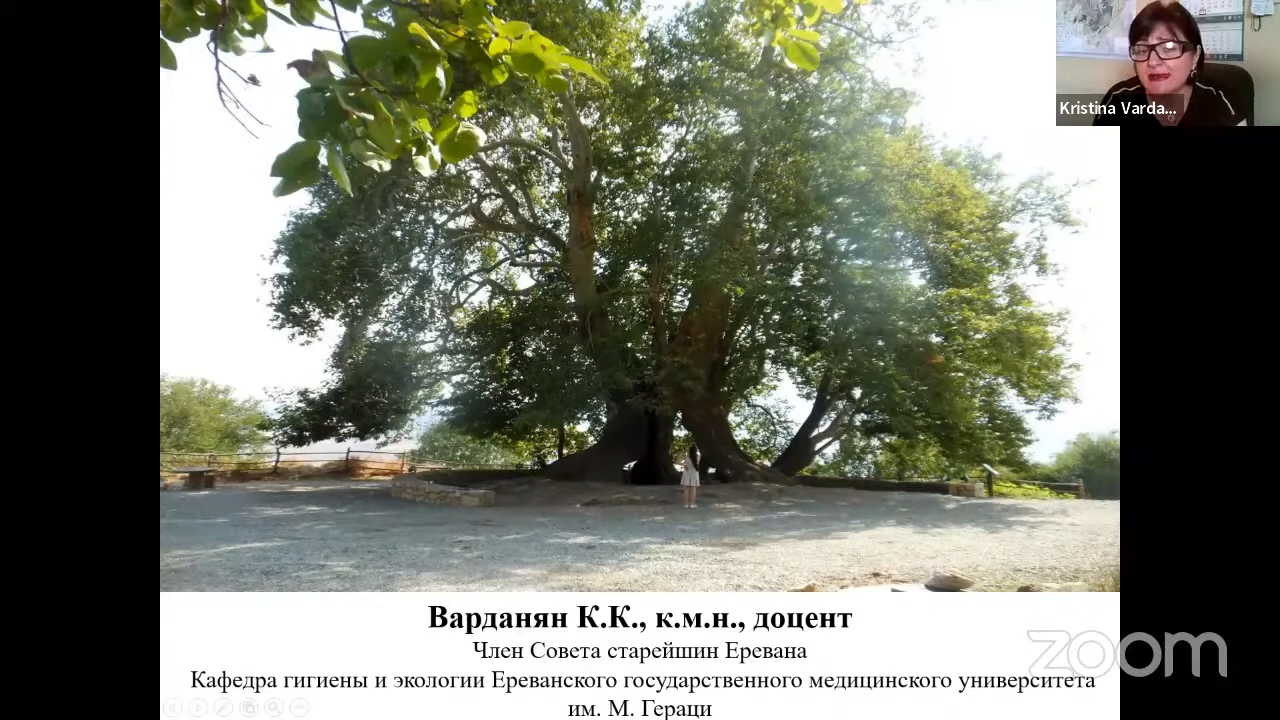 Kristina Varda...
Варданян К.К., к.м.н., доцент
Член Совета старейшин Еревана
Кафедра гигиены и экологии Ереванского государственного медицинского университета
им. М. Гераци
zoom